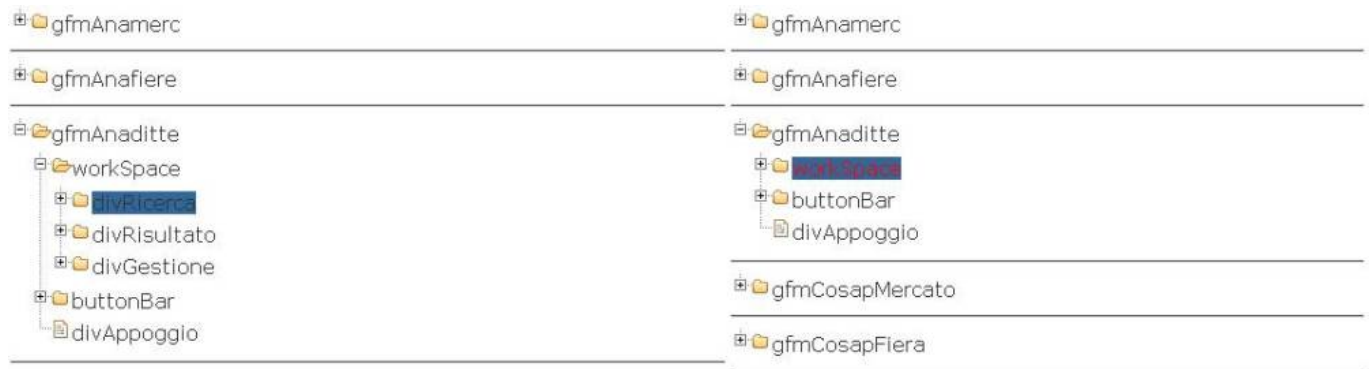 gfmAnamerc
gfmAnafiere
gfmAnaditte
workSpace
divRicerca
divRisultato
divGestione
buttonBar
divAppoggio
gfmAnamerc
gfmAnafiere
gfmAnaditte
workSpace
buttonBar
divAppoggio
gfmCosapMercato
gfmCosapFiera